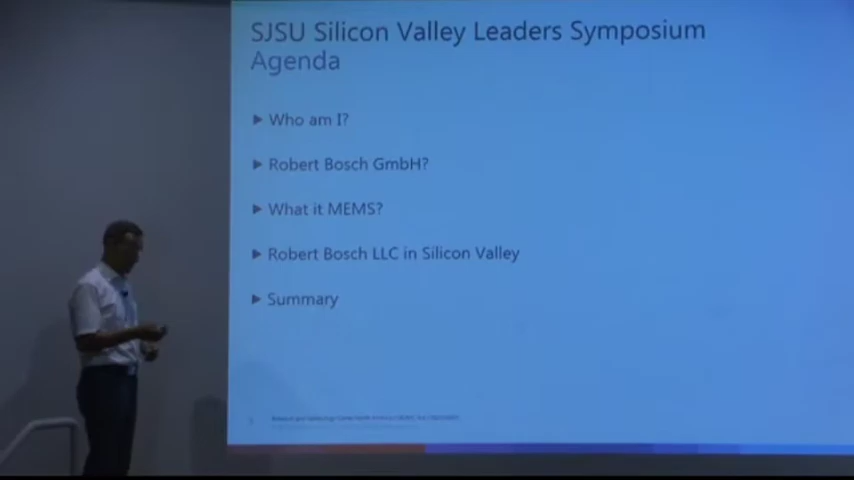 SJSU Silicon Valley Leaders Symposium
Agenda
Who am I?
Robert Bosch GmbH?
What it MEMS?
Robert Bosch LLC in Silicon Valley
Summary